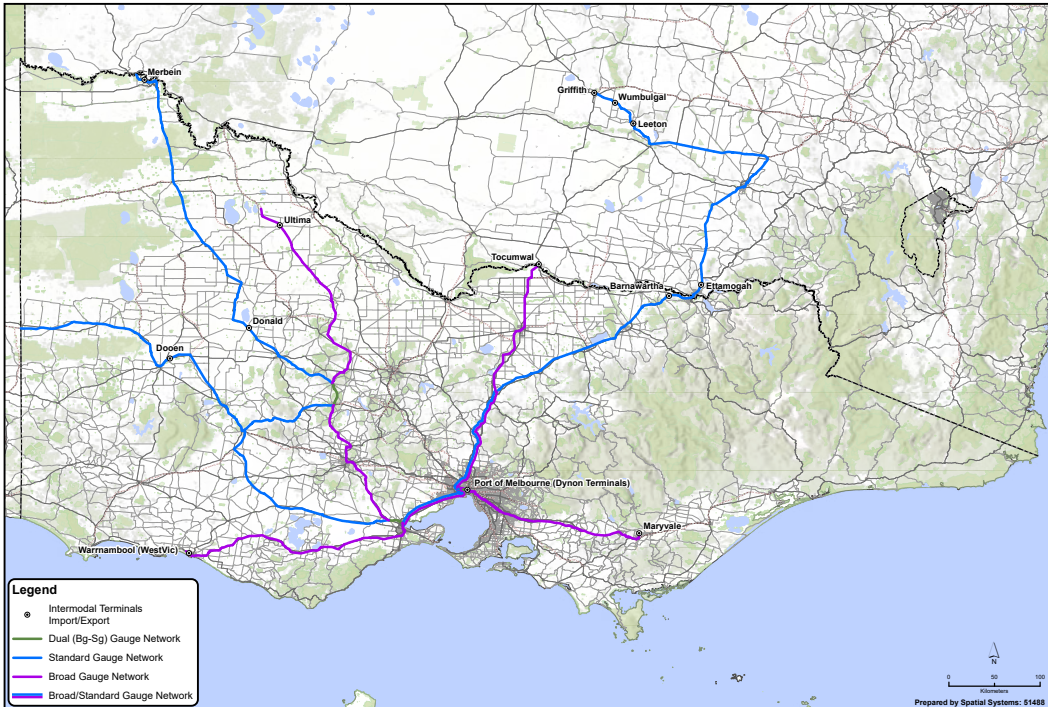 Merbein
Griffith
Wumbulgal
Leeton
Ultima
Tocumwal
Barnawartha
Ettamogah
Donald
Dooen
Port of Melbourne (Dynon Terminals)
Maryvale
Warrnambool (WestVic)
Legend
Intermodal Terminals
Import/Export
Dual (Bg-Sg) Gauge Network
Standard Gauge Network
Broad Gauge Network
Broad/Standard Gauge Network
N
0 50 100
Kilometers
Prepared by Spatial Systems: 51488